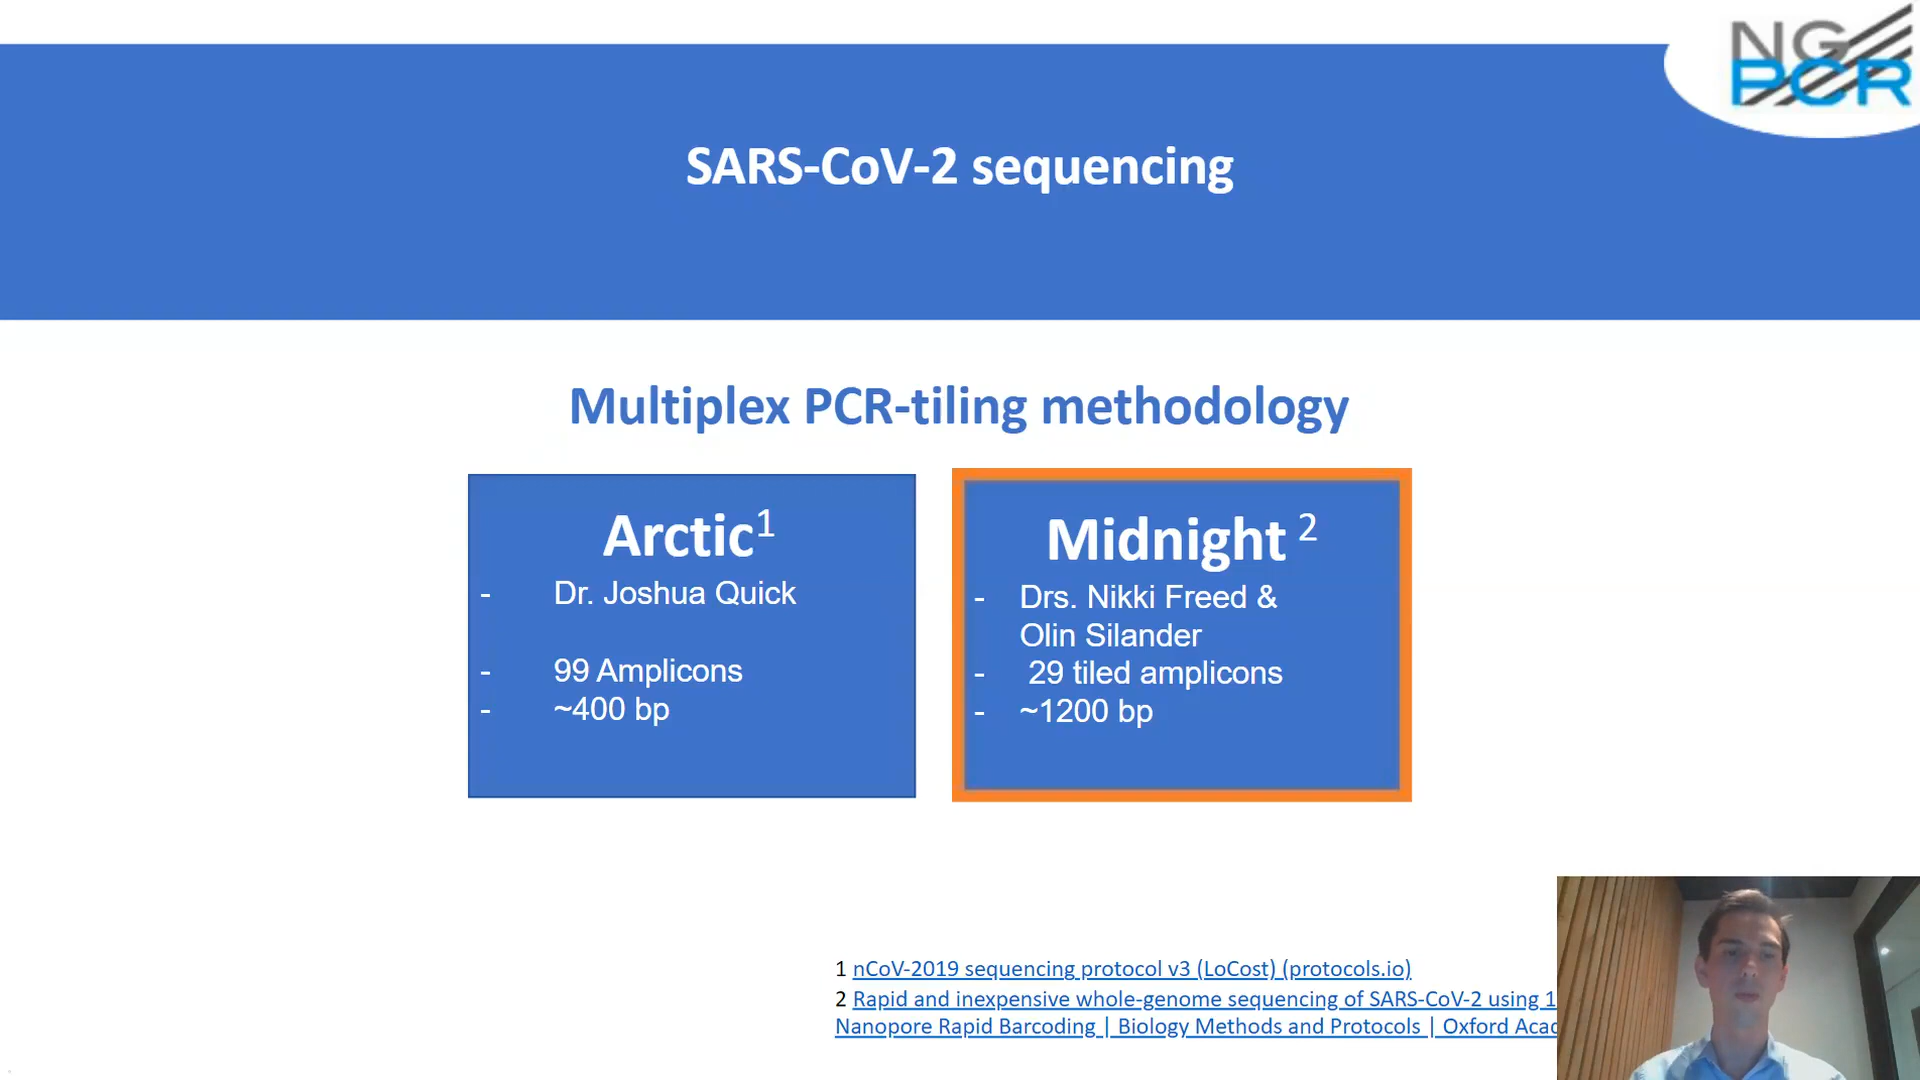 NG
PCR
SARS-CoV-2 sequencing
Multiplex PCR-tiling methodology
Arctic1
- Dr. Joshua Quick
- 99 Amplicons
- ~400 bp
Midnight 2
- Drs. Nikki Freed &
Olin Silander
- 29 tiled amplicons
- ~1200 bp
1 nCoV-2019 sequencing protocol v3 (LoCost) (protocols.io)
2 Rapid and inexpensive whole-genome sequencing of SARS-CoV-2 using 1
Nanopore Rapid Barcoding | Biology Methods and Protocols | Oxford Acad